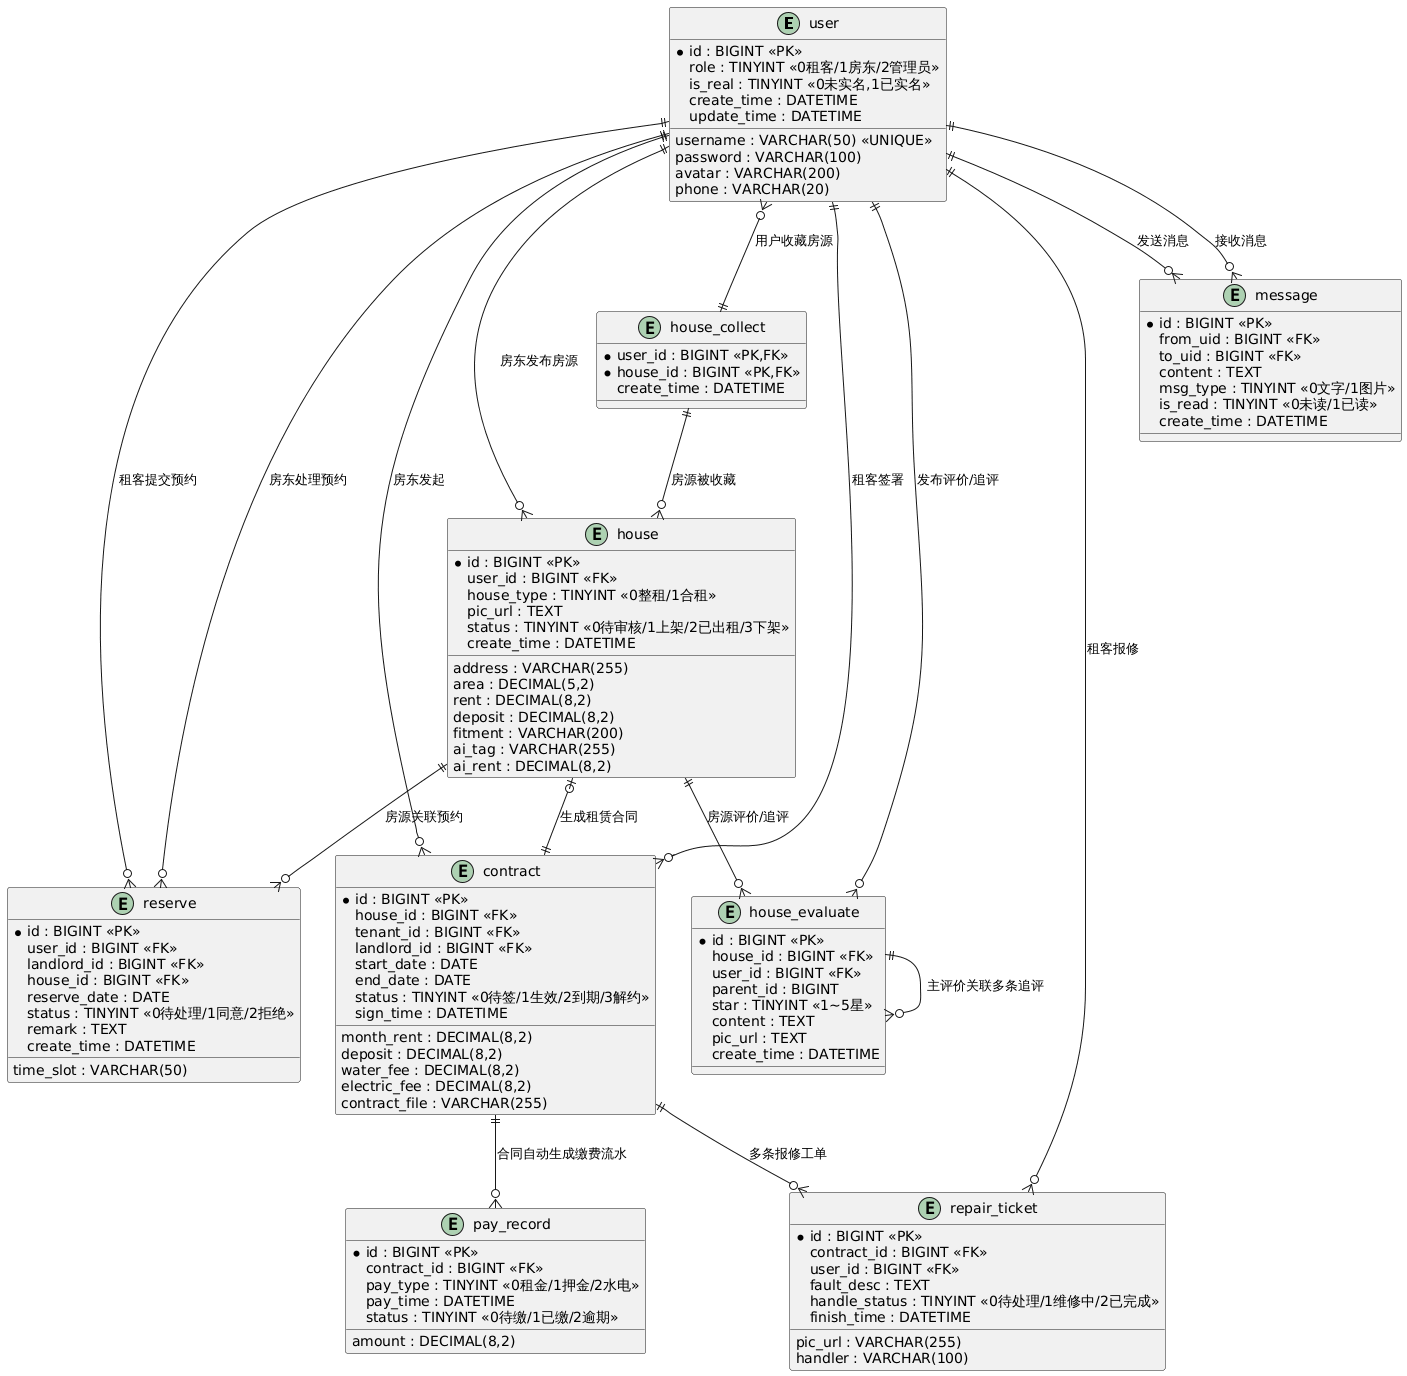 E user
id : BIGINT «PK»
role : TINYINT «0租客/1房东/2管理员»
is_real : TINYINT «0未实名,1已实名»
create_time : DATETIME
update_time : DATETIME
username : VARCHAR(50) «UNIQUE»
password : VARCHAR(100)
avatar : VARCHAR(200)
phone : VARCHAR(20)
用户收藏房源
发送消息
接收消息
E house_collect
user_id : BIGINT «PK,FK»
house_id : BIGINT «PK,FK»
create_time : DATETIME
E message
id : BIGINT «PK»
from_uid : BIGINT «FK»
to_uid : BIGINT «FK»
content : TEXT
msg_type : TINYINT «0文字/1图片»
is_read : TINYINT «0未读/1已读»
create_time : DATETIME
房东发布房源
租客提交预约
房东处理预约
房东发起
房源被收藏
租客签署
发布评价/追评
E house
id : BIGINT «PK»
user_id : BIGINT «FK»
house_type : TINYINT «0整租/1合租»
pic_url : TEXT
status : TINYINT «0待审核/1上架/2已出租/3下架»
create_time : DATETIME
address : VARCHAR(255)
area : DECIMAL(5,2)
rent : DECIMAL(8,2)
deposit : DECIMAL(8,2)
fitment : VARCHAR(200)
ai_tag : VARCHAR(255)
ai_rent : DECIMAL(8,2)
租客报修
房源关联预约
生成租赁合同
房源评价/追评
E reserve
id : BIGINT «PK»
user_id : BIGINT «FK»
landlord_id : BIGINT «FK»
house_id : BIGINT «FK»
reserve_date : DATE
status : TINYINT «0待处理/1同意/2拒绝»
remark : TEXT
create_time : DATETIME
time_slot : VARCHAR(50)
E contract
id : BIGINT «PK»
house_id : BIGINT «FK»
tenant_id : BIGINT «FK»
landlord_id : BIGINT «FK»
start_date : DATE
end_date : DATE
status : TINYINT «0待签/1生效/2到期/3解约»
sign_time : DATETIME
month_rent : DECIMAL(8,2)
deposit : DECIMAL(8,2)
water_fee : DECIMAL(8,2)
electric_fee : DECIMAL(8,2)
contract_file : VARCHAR(255)
E house_evaluate
id : BIGINT «PK»
house_id : BIGINT «FK»
user_id : BIGINT «FK»
parent_id : BIGINT
star : TINYINT «1~5星»
content : TEXT
pic_url : TEXT
create_time : DATETIME
主评价关联多条追评
合同自动生成缴费流水
多条报修工单
E pay_record
id : BIGINT «PK»
contract_id : BIGINT «FK»
pay_type : TINYINT «0租金/1押金/2水电»
pay_time : DATETIME
status : TINYINT «0待缴/1已缴/2逾期»
amount : DECIMAL(8,2)
E repair_ticket
id : BIGINT «PK»
contract_id : BIGINT «FK»
user_id : BIGINT «FK»
fault_desc : TEXT
handle_status : TINYINT «0待处理/1维修中/2已完成»
finish_time : DATETIME
pic_url : VARCHAR(255)
handler : VARCHAR(100)